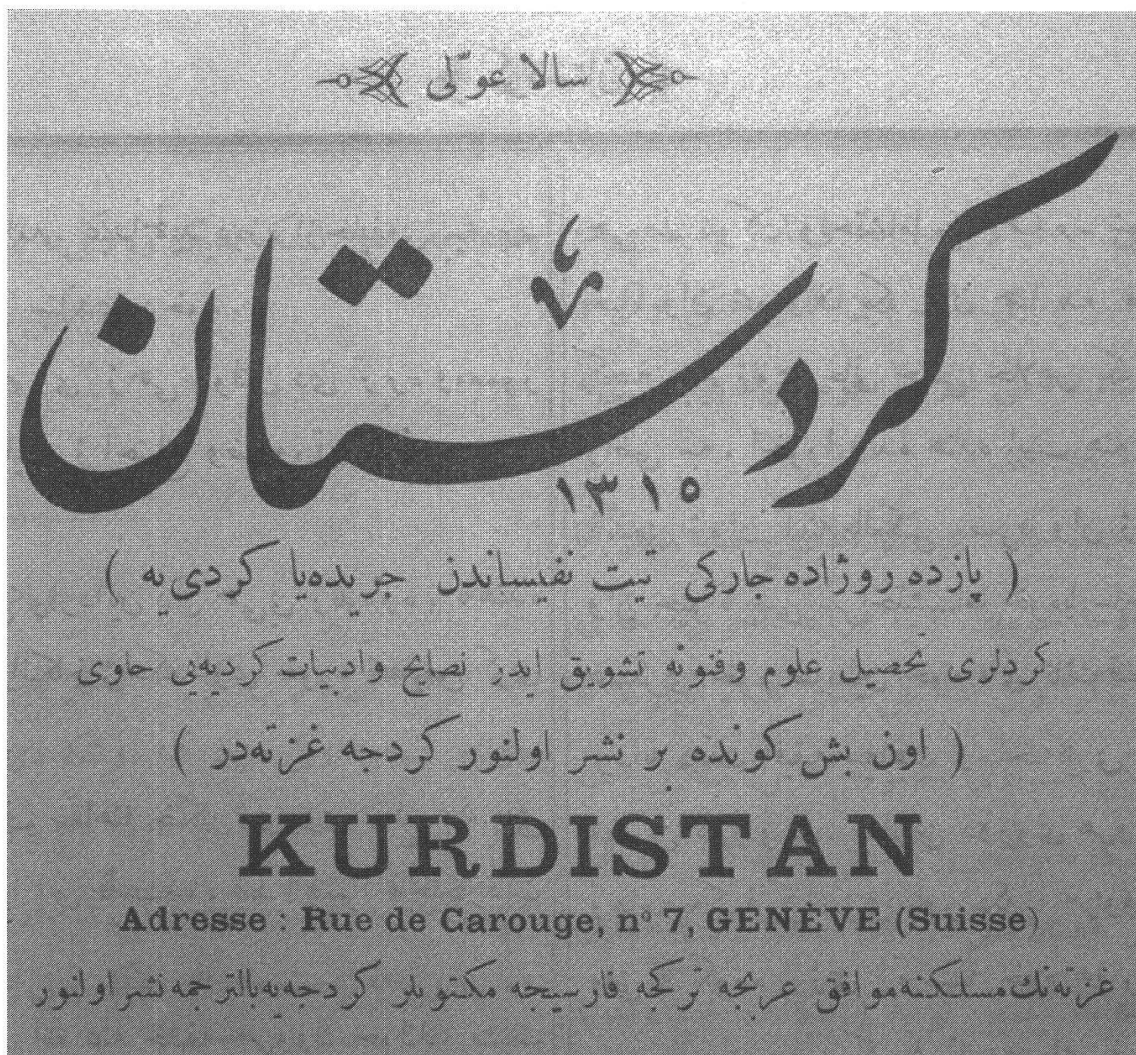 سالا عوّلی
كردستان
١٣١٥
( پازده روژاده جارکی تیت نفیساندن جریده‌یا کردی‌یه )
کردلری تحصیل علوم وفنونه تشویق ایدر نصایح وادبیات کردیه‌یی حاوی
( اون بش کونده بر نشر اولنور کردجه غزته‌در )
KURDISTAN
Adresse : Rue de Carouge, nº 7, GENÈVE (Suisse)
غزته‌نك مسلکنه‌موافق عربجه ترکجه فارسیجه مکتوبلر کردجه‌یه‌بالترجمه نشر اولنور